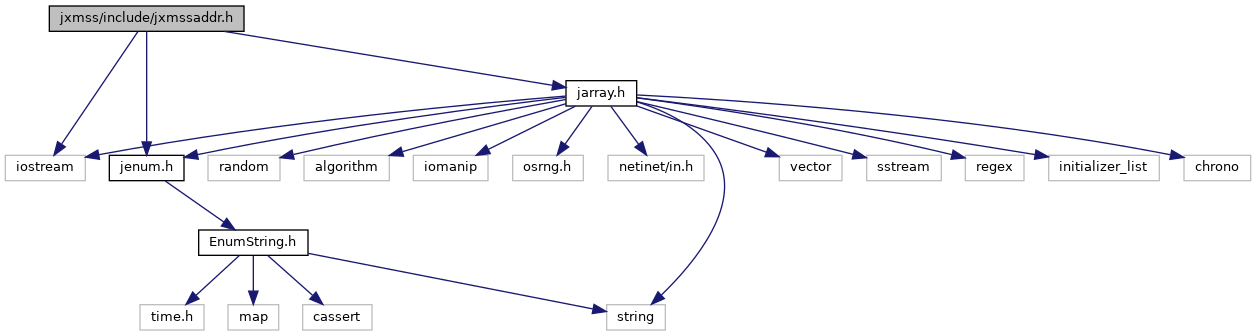 jxmss/include/jxmssaddr.h
jarray.h
iostream
jenum.h
random
algorithm
iomanip
osrng.h
netinet/in.h
vector
sstream
regex
initializer_list
chrono
EnumString.h
time.h
map
cassert
string